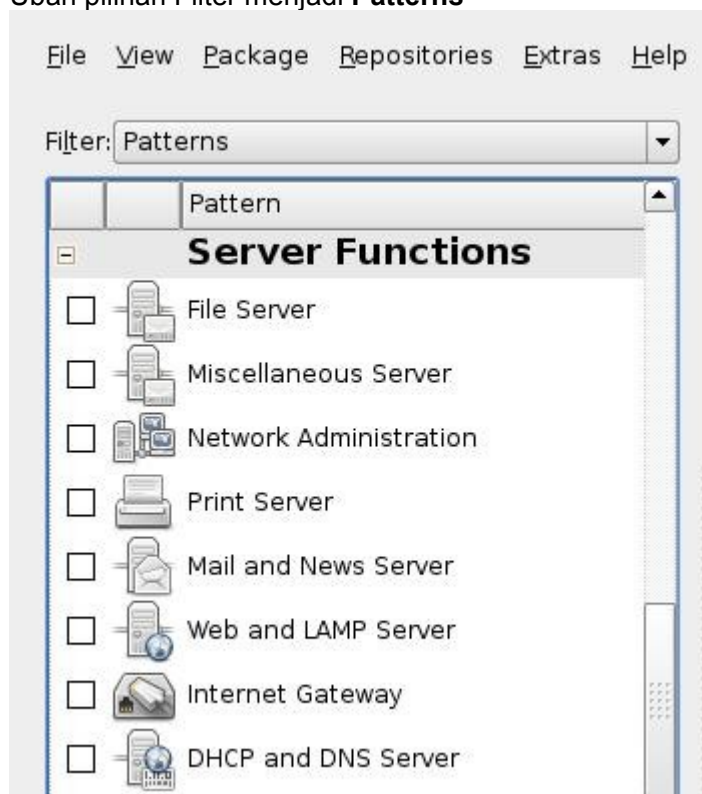 Ubah pilihan Filter menjadi Patterns
File View Package Repositories Extras Help
Filter: Patterns
Pattern
Server Functions
File Server
Miscellaneous Server
Network Administration
Print Server
Mail and News Server
Web and LAMP Server
Internet Gateway
DHCP and DNS Server